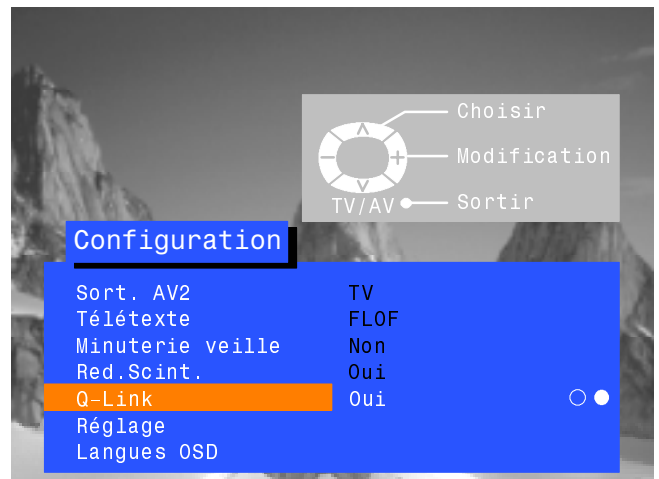 Choisir
Modification
TV/AV Sortir
Configuration
Sort. AV2 TV
Télétexte FLOF
Minuterie veille Non
Red.Scint. Oui
Q-Link Oui
Réglage
Langues OSD